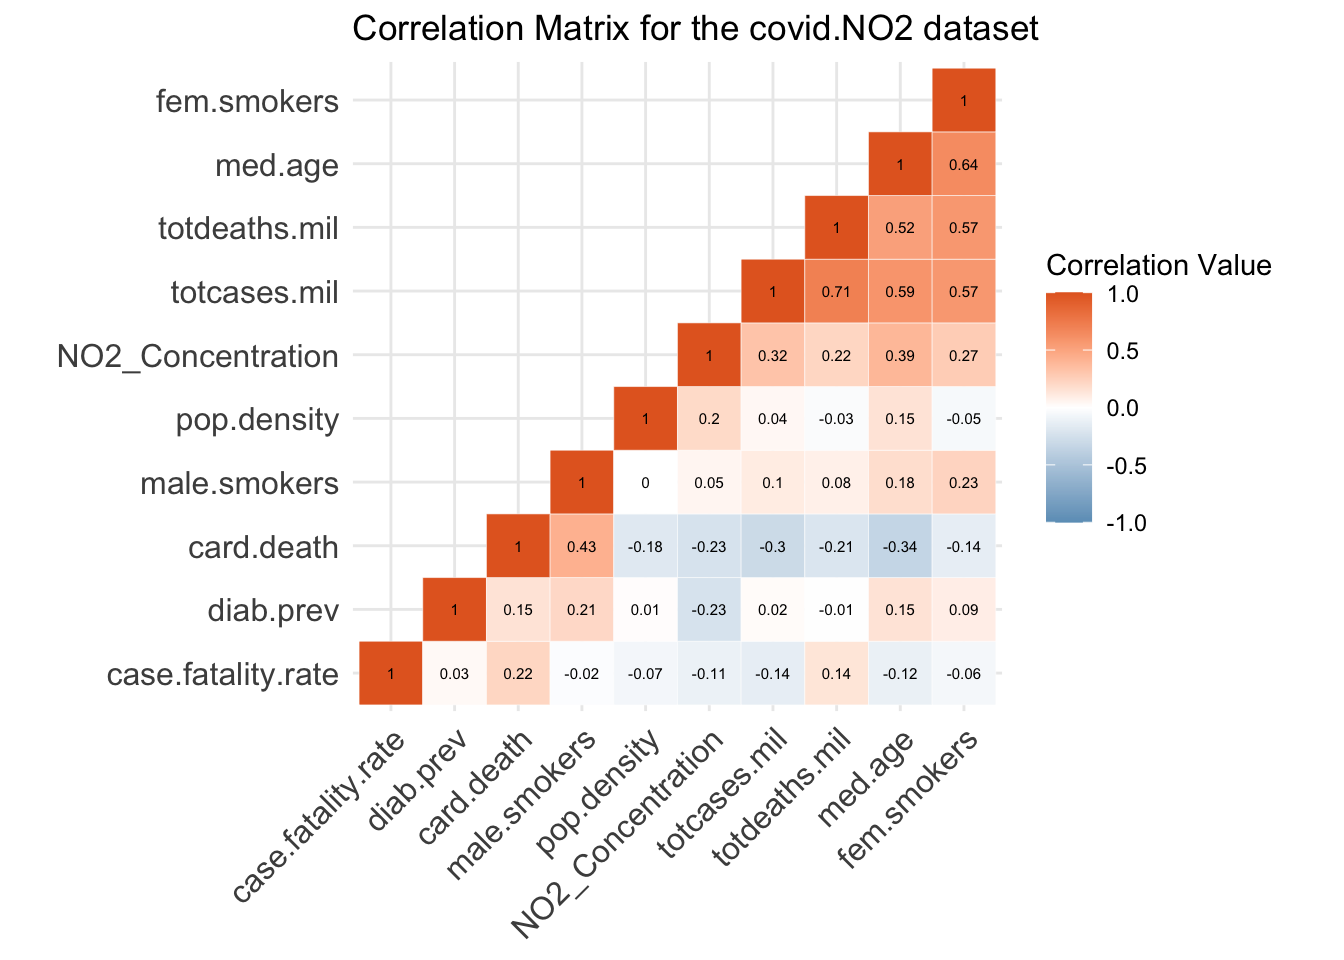 Correlation Matrix for the covid.NO2 dataset
fem.smokers 1
med.age 1 0.64
totdeaths.mil 1 0.52 0.57
totcases.mil 1 0.71 0.59 0.57
NO2_Concentration 1 0.32 0.22 0.39 0.27
pop.density 1 0.2 0.04 -0.03 0.15 -0.05
male.smokers 1 0 0.05 0.1 0.08 0.18 0.23
card.death 1 0.43 -0.18 -0.23 -0.3 -0.21 -0.34 -0.14
diab.prev 1 0.15 0.21 0.01 -0.23 0.02 -0.01 0.15 0.09
case.fatality.rate 1 0.03 0.22 -0.02 -0.07 -0.11 -0.14 0.14 -0.12 -0.06
case.fatality.rate
diab.prev
card.death
male.smokers
pop.density
NO2_Concentration
totcases.mil
totdeaths.mil
med.age
fem.smokers
Correlation Value
1.0
0.5
0.0
-0.5
-1.0